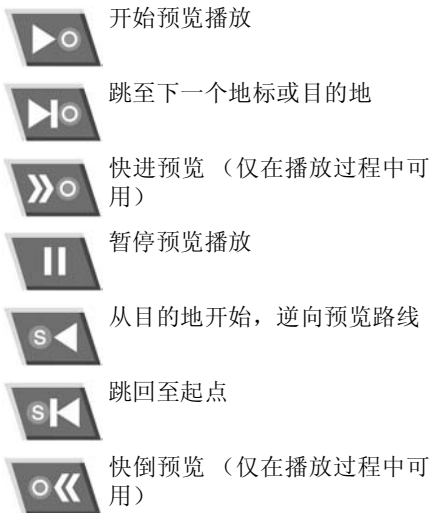 开始预览播放
跳至下一个地标或目的地
快进预览 （仅在播放过程中可
用）
暂停预览播放
S
从目的地开始，逆向预览路线
S
跳回至起点
快倒预览 （仅在播放过程中可
用）